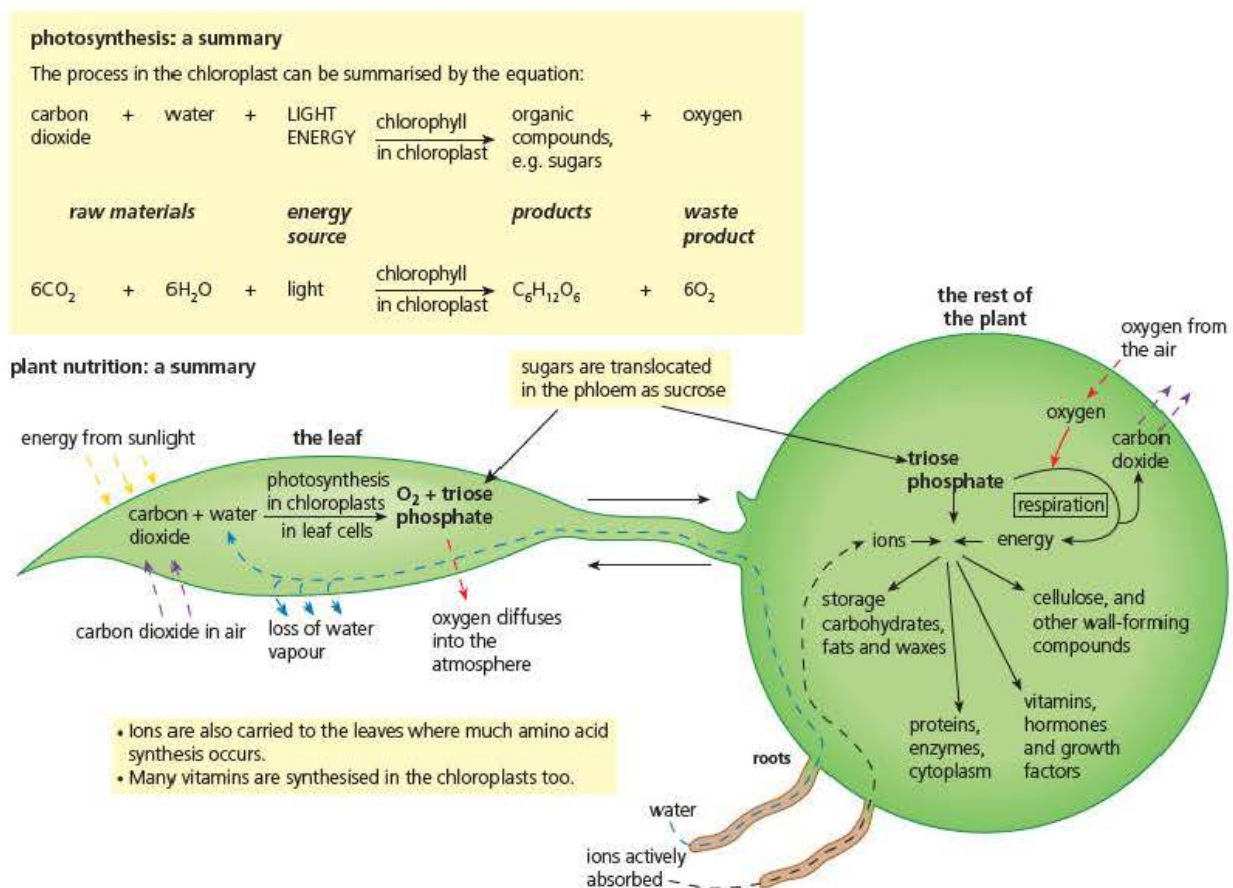 photosynthesis: a summary
The process in the chloroplast can be summarised by the equation:
carbon dioxide + water + LIGHT ENERGY chlorophyll in chloroplast organic compounds, e.g. sugars + oxygen
raw materials energy source products waste product
6CO₂ + 6H₂O + light chlorophyll in chloroplast C₆H₁₂O₆ + 6O₂
plant nutrition: a summary
sugars are translocated
in the phloem as sucrose
the rest of
the plant
oxygen from
the air
energy from sunlight
the leaf
oxygen
carbon
doxide
photosynthesis
in chloroplasts
in leaf cells
carbon + water
dioxide
O₂ + triose
phosphate
triose
phosphate
respiration
ions
energy
carbon dioxide in air
loss of water
vapour
oxygen diffuses
into the
atmosphere
storage
carbohydrates,
fats and waxes
cellulose, and
other wall-forming
compounds
proteins,
enzymes,
cytoplasm
vitamins,
hormones
and growth
factors
• Ions are also carried to the leaves where much amino acid
synthesis occurs.
• Many vitamins are synthesised in the chloroplasts too.
roots
water
ions actively
absorbed